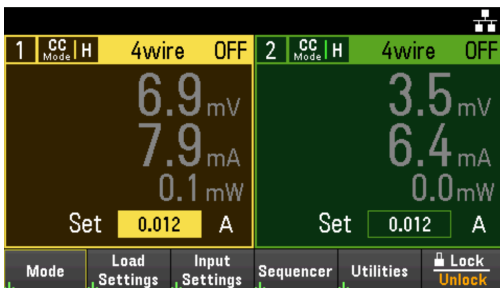 1 CC Mode H 4wire OFF
6.9 mV
7.9 mA
0.1 mW
Set 0.012 A
2 CC Mode H 4wire OFF
3.5 mV
6.4 mA
0.0 mW
Set 0.012 A
Mode
Load Settings
Input Settings
Sequencer
Utilities
Lock
Unlock